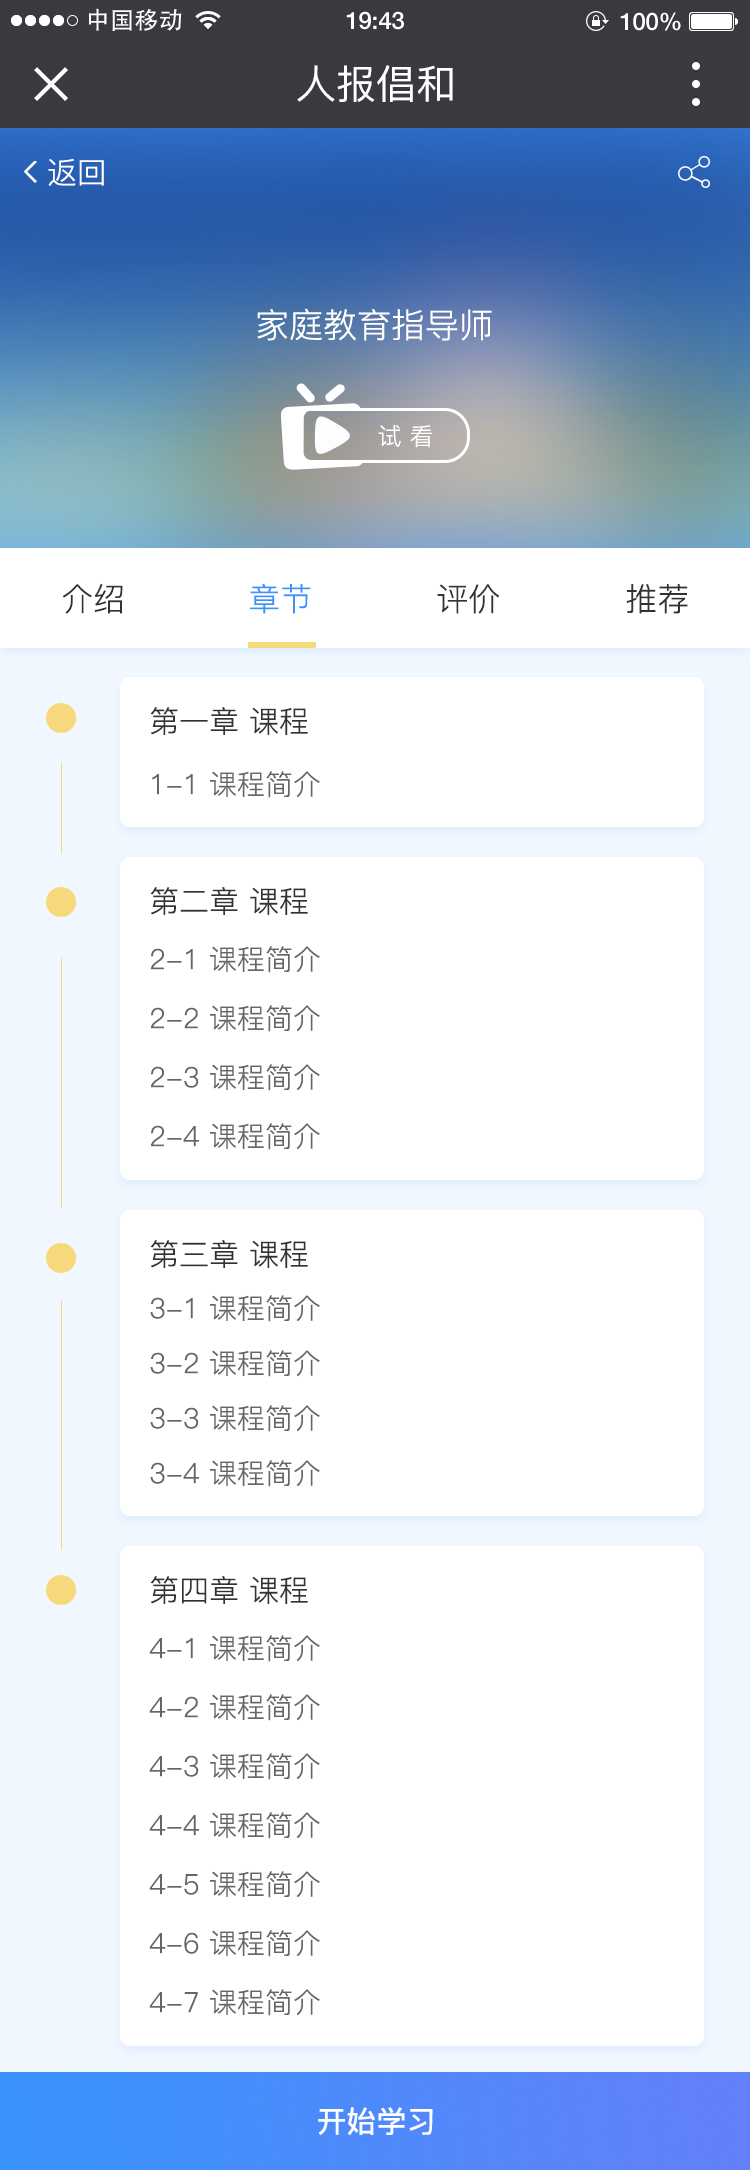 中国移动 19:43 100%
人报倡和
返回
家庭教育指导师
试看
介绍 章节 评价 推荐
第一章 课程
1-1 课程简介
第二章 课程
2-1 课程简介
2-2 课程简介
2-3 课程简介
2-4 课程简介
第三章 课程
3-1 课程简介
3-2 课程简介
3-3 课程简介
3-4 课程简介
第四章 课程
4-1 课程简介
4-2 课程简介
4-3 课程简介
4-4 课程简介
4-5 课程简介
4-6 课程简介
4-7 课程简介
开始学习